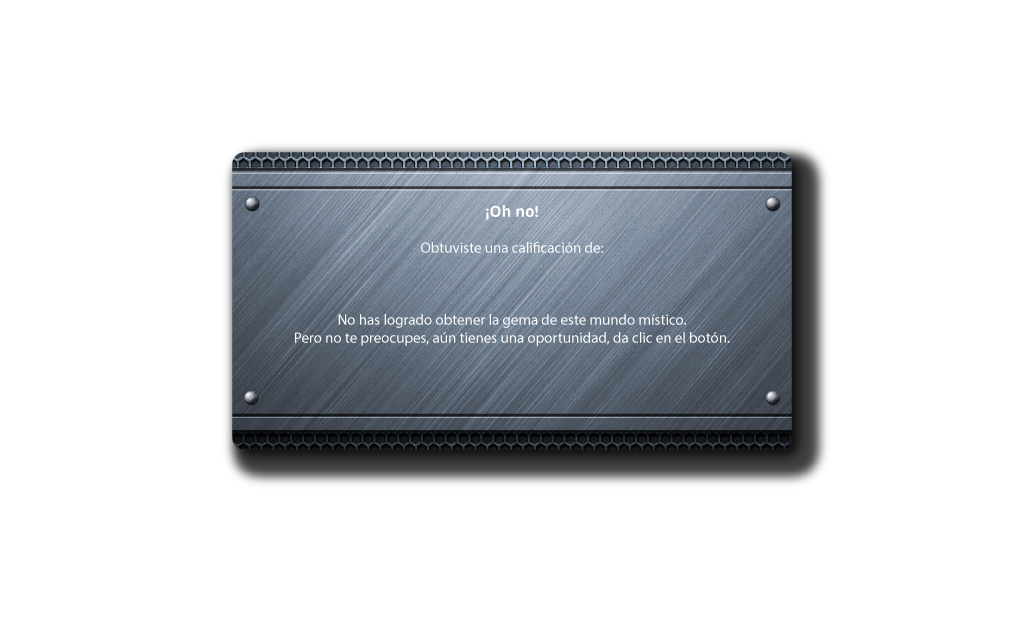 ¡Oh no!
Obtuviste una calificación de:
No has logrado obtener la gema de este mundo místico.
Pero no te preocupes, aún tienes una oportunidad, da clic en el botón.